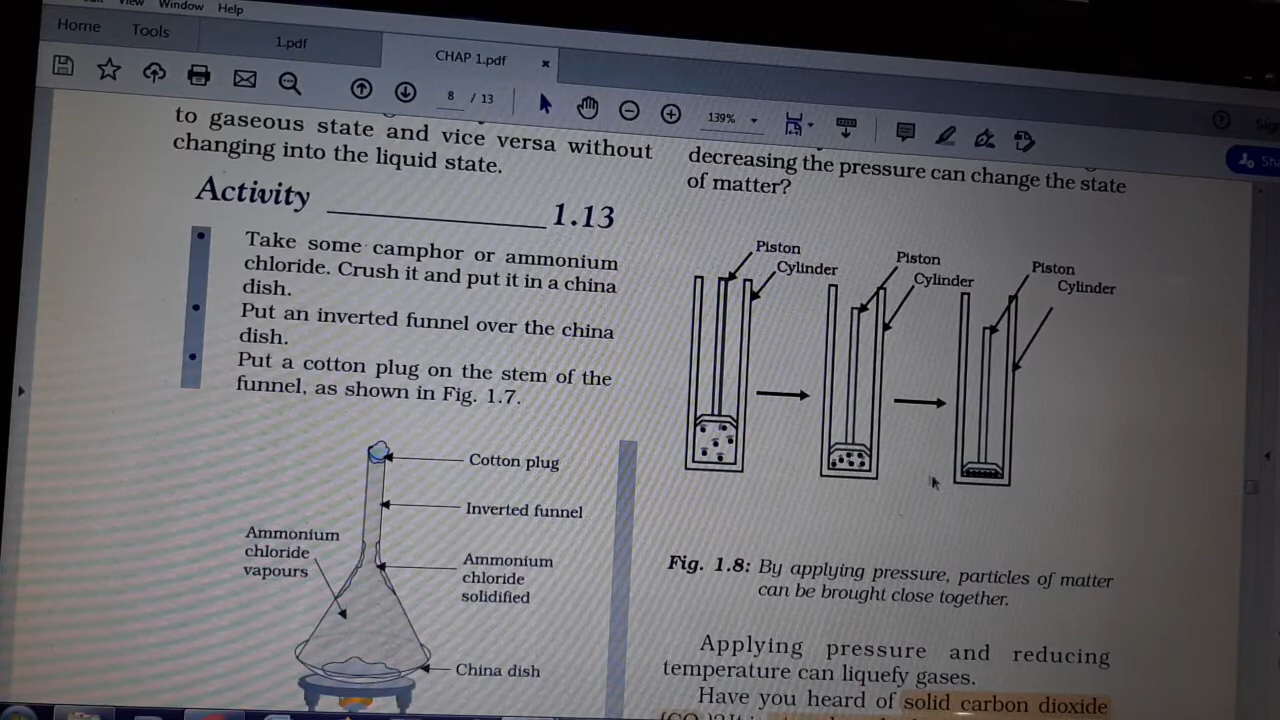 View Window Help
Home Tools 1.pdf CHAP 1.pdf ×
8 / 13 139%
to gaseous state and vice versa without
changing into the liquid state.
Activity 1.13
• Take some camphor or ammonium
chloride. Crush it and put it in a china
dish.
• Put an inverted funnel over the china
dish.
• Put a cotton plug on the stem of the
funnel, as shown in Fig. 1.7.
Cotton plug
Inverted funnel
Ammonium
chloride
vapours
Ammonium
chloride
solidified
China dish
decreasing the pressure can change the state
of matter?
Piston
Cylinder
Piston
Cylinder
Piston
Cylinder
Fig. 1.8: By applying pressure, particles of matter
can be brought close together.
Applying pressure and reducing
temperature can liquefy gases.
Have you heard of solid carbon dioxide